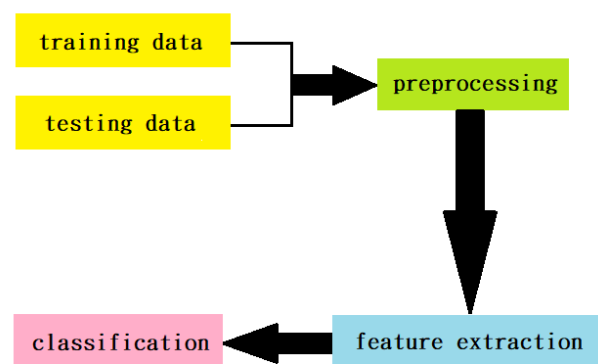 training data
preprocessing
testing data
classification
feature extraction